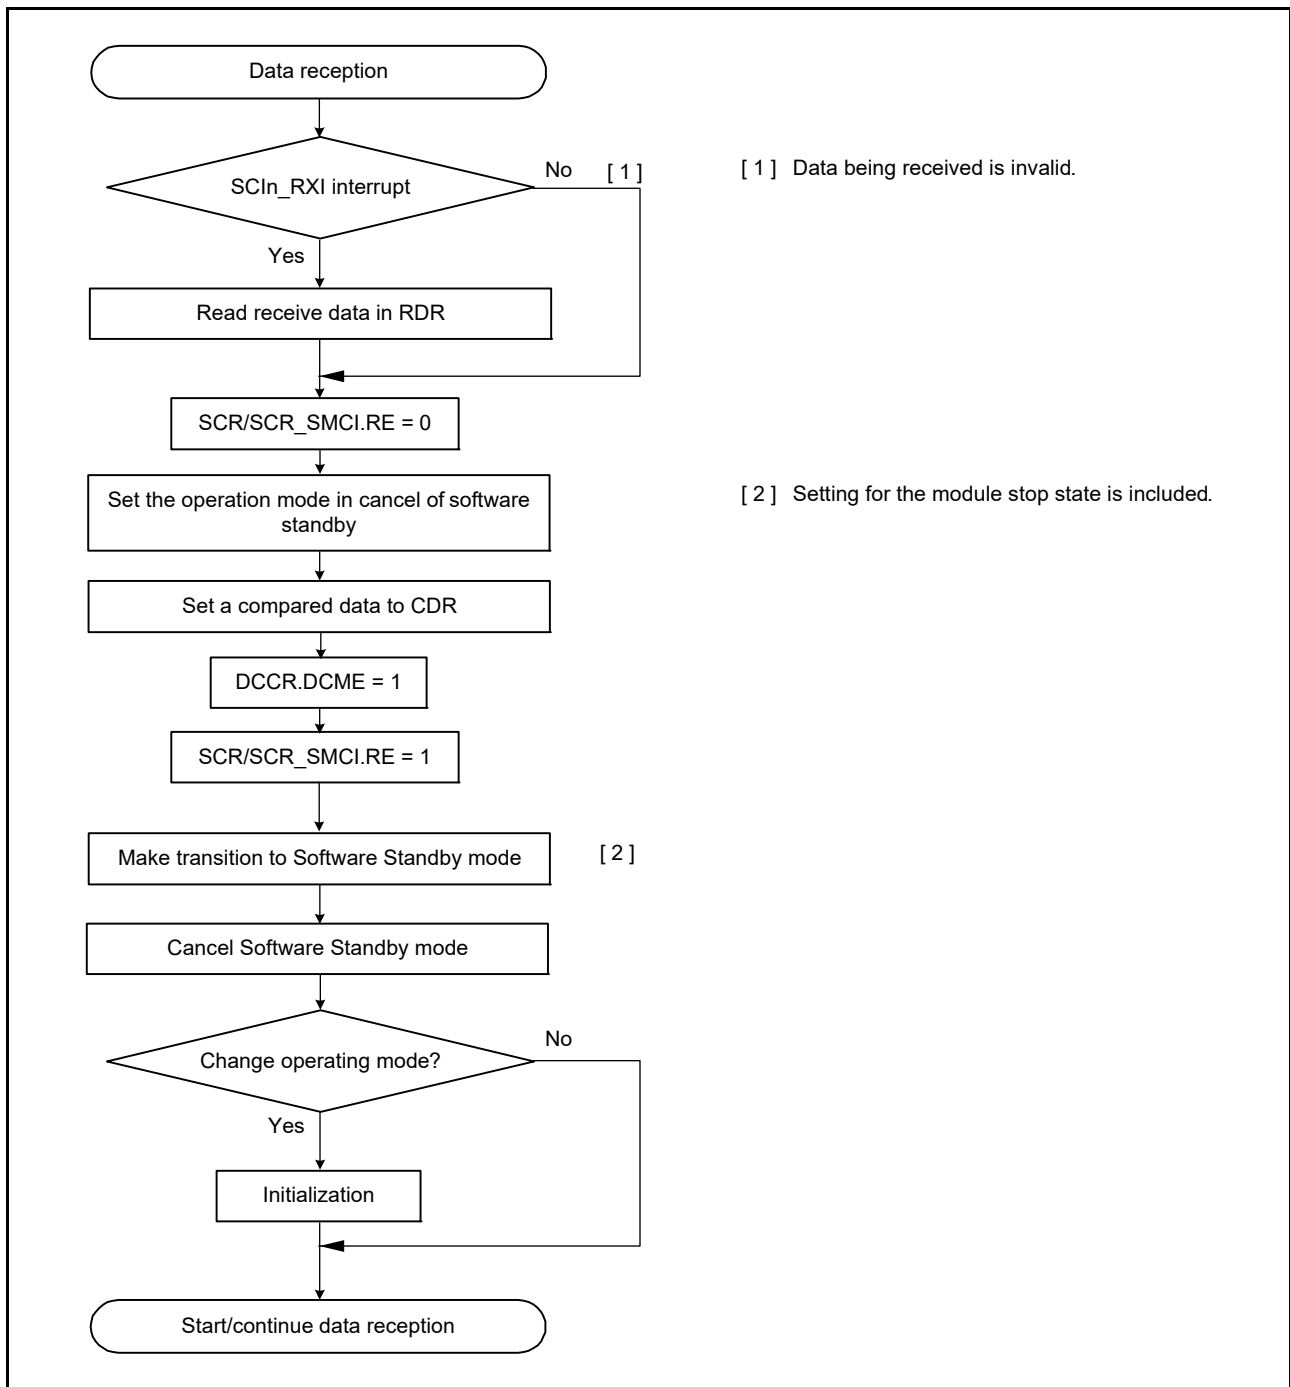 Data reception
SCIn_RXI interrupt
No
[ 1 ]
[ 1 ] Data being received is invalid.
Yes
Read receive data in RDR
SCR/SCR_SMCI.RE = 0
Set the operation mode in cancel of software
standby
[ 2 ] Setting for the module stop state is included.
Set a compared data to CDR
DCCR.DCME = 1
SCR/SCR_SMCI.RE = 1
Make transition to Software Standby mode
[ 2 ]
Cancel Software Standby mode
Change operating mode?
No
Yes
Initialization
Start/continue data reception